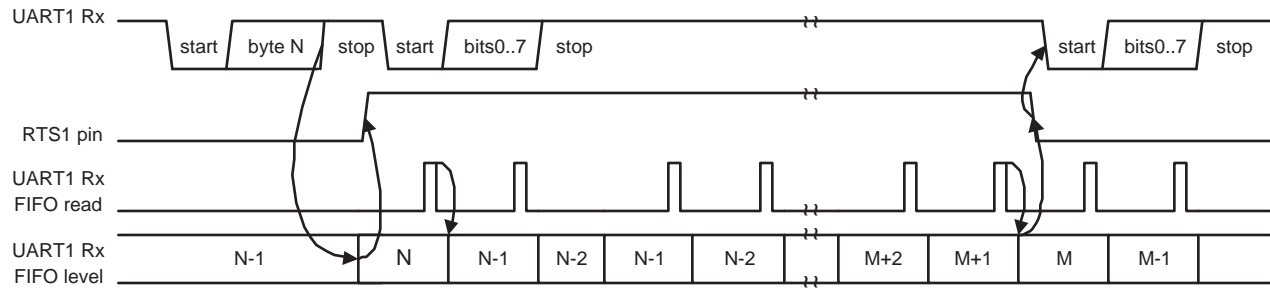 UART1 Rx
start byte N stop start bits0..7 stop start bits0..7 stop
RTS1 pin
UART1 Rx
FIFO read
UART1 Rx
FIFO level
N-1 N N-1 N-2 N-1 N-2 M+2 M+1 M M-1